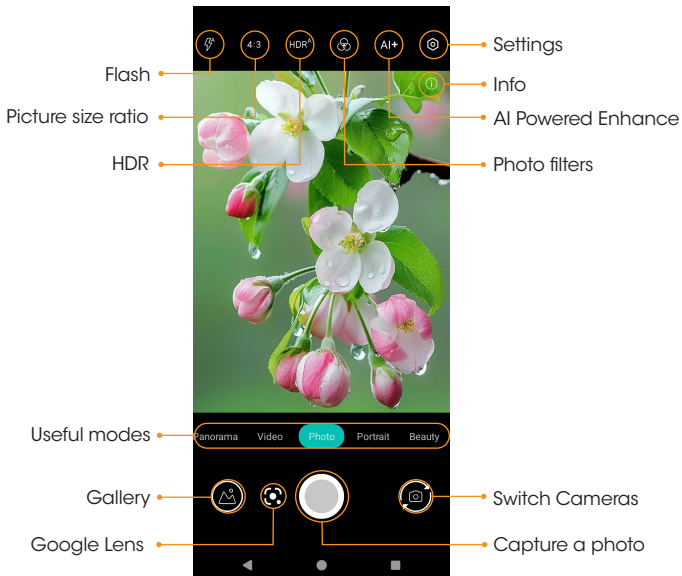 4:3
HDRᴬ
AI+
Settings
Flash
Info
Picture size ratio
AI Powered Enhance
HDR
Photo filters
Useful modes
Panorama Video Photo Portrait Beauty
Gallery
Switch Cameras
Google Lens
Capture a photo